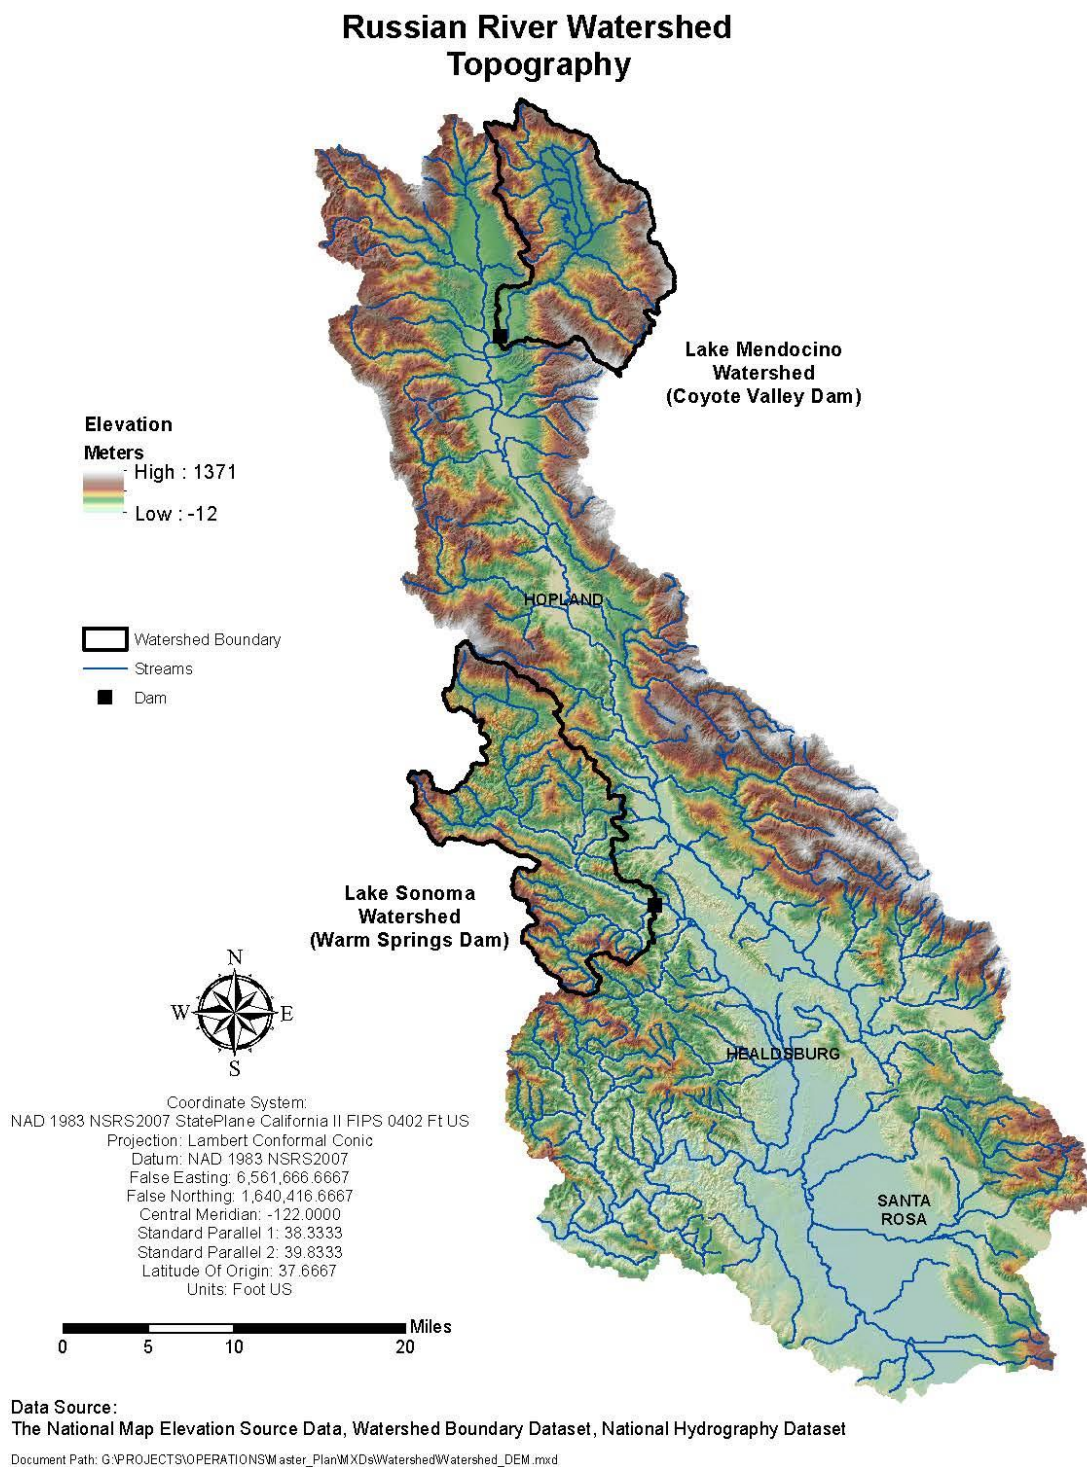 Russian River Watershed
Topography
Lake Mendocino
Watershed
(Coyote Valley Dam)
Elevation
Meters
High : 1371
Low : -12
HOPLAND
Watershed Boundary
Streams
Dam
Lake Sonoma
Watershed
(Warm Springs Dam)
N
W
E
S
HEALDSBURG
SANTA
ROSA
Coordinate System:
NAD 1983 NSRS2007 StatePlane California II FIPS 0402 Ft US
Projection: Lambert Conformal Conic
Datum: NAD 1983 NSRS2007
False Easting: 6,561,666.6667
False Northing: 1,640,416.6667
Central Meridian: -122.0000
Standard Parallel 1: 38.3333
Standard Parallel 2: 39.8333
Latitude Of Origin: 37.6667
Units: Foot US
Miles
0 5 10 20
Data Source:
The National Map Elevation Source Data, Watershed Boundary Dataset, National Hydrography Dataset
Document Path: G:\PROJECTS\OPERATIONS\Master_Plan\MXDs\Watershed\Watershed_DEM.mxd